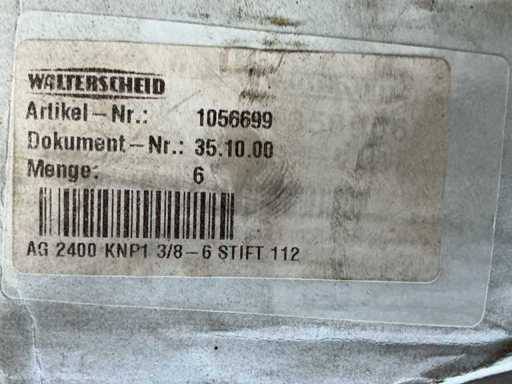 WALTERSCHEID
Artikel-Nr.: 1056699
Dokument-Nr.: 35.10.00
Menge: 6
AG 2400 KNP1 3/8-6 STIFT 112